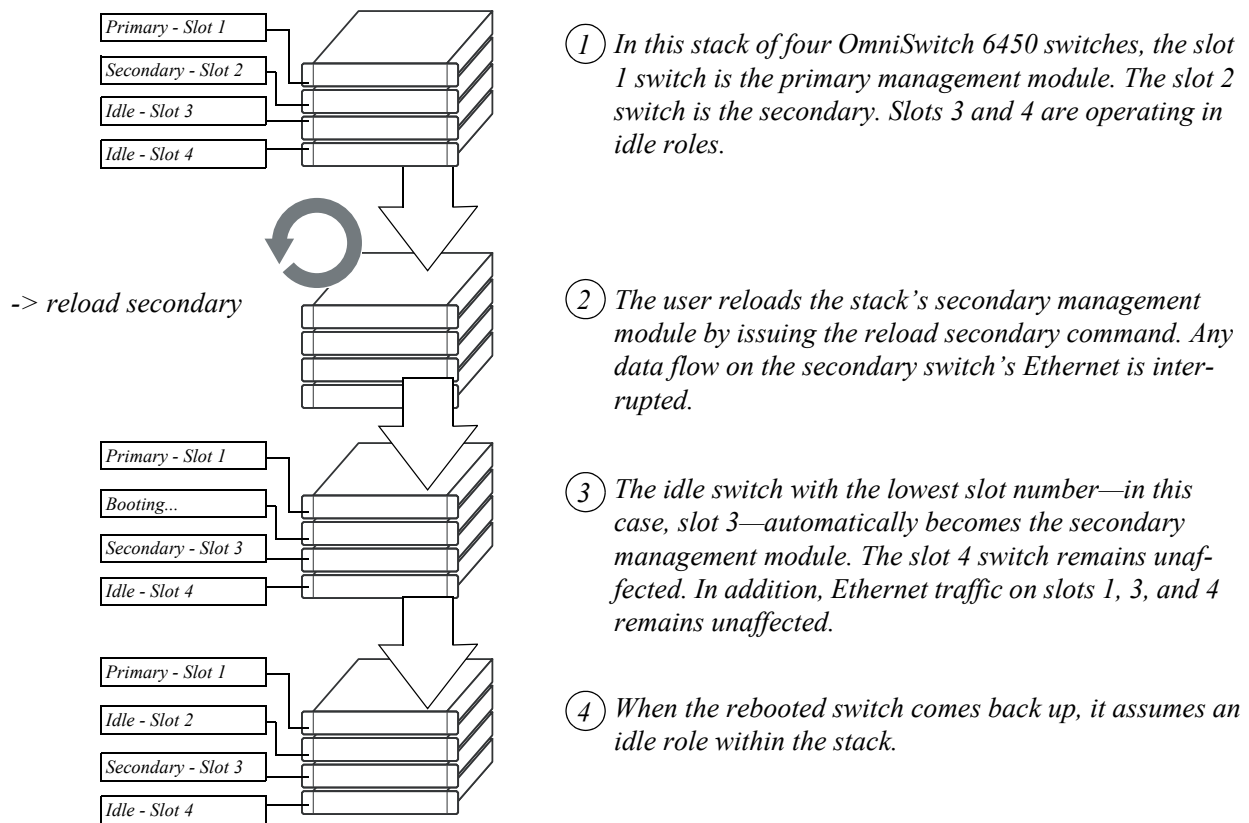 Primary - Slot 1
Secondary - Slot 2
Idle - Slot 3
Idle - Slot 4
1 In this stack of four OmniSwitch 6450 switches, the slot
1 switch is the primary management module. The slot 2
switch is the secondary. Slots 3 and 4 are operating in
idle roles.
-> reload secondary
2 The user reloads the stack’s secondary management
module by issuing the reload secondary command. Any
data flow on the secondary switch’s Ethernet is inter-
rupted.
Primary - Slot 1
Booting...
Secondary - Slot 3
Idle - Slot 4
3 The idle switch with the lowest slot number—in this
case, slot 3—automatically becomes the secondary
management module. The slot 4 switch remains unaf-
fected. In addition, Ethernet traffic on slots 1, 3, and 4
remains unaffected.
Primary - Slot 1
Idle - Slot 2
Secondary - Slot 3
Idle - Slot 4
4 When the rebooted switch comes back up, it assumes an
idle role within the stack.